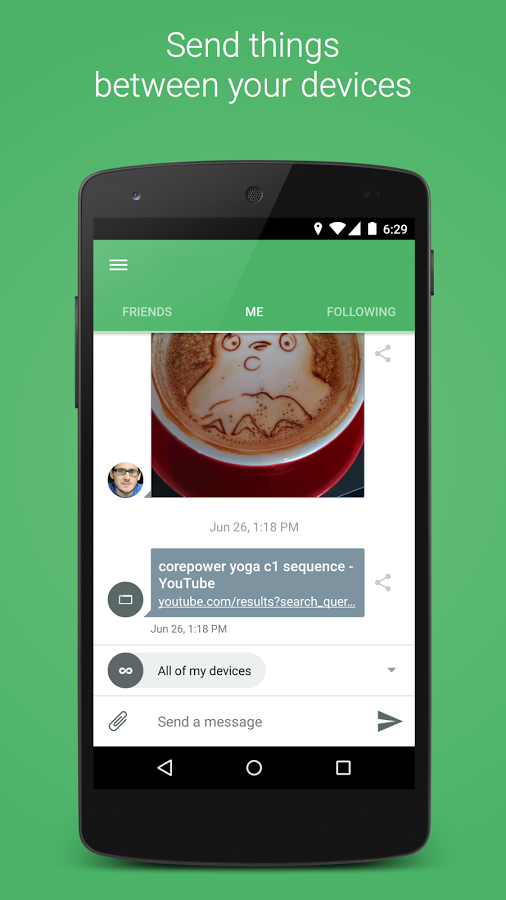 Send things
between your devices
6:29
FRIENDS
ME
FOLLOWING
Jun 26, 1:18 PM
corepower yoga c1 sequence -
YouTube
youtube.com/results?search_quer...
Jun 26, 1:18 PM
All of my devices
Send a message